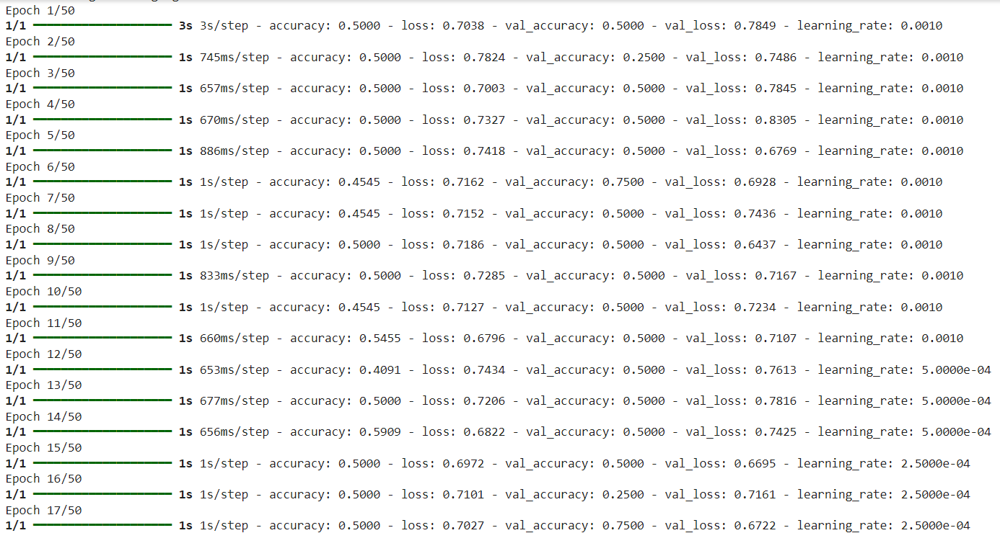 Epoch 1/50
1/1 ━━━━━━━━━━━━━━━━━━━━ 3s 3s/step - accuracy: 0.5000 - loss: 0.7038 - val_accuracy: 0.5000 - val_loss: 0.7849 - learning_rate: 0.0010
Epoch 2/50
1/1 ━━━━━━━━━━━━━━━━━━━━ 1s 745ms/step - accuracy: 0.5000 - loss: 0.7824 - val_accuracy: 0.2500 - val_loss: 0.7486 - learning_rate: 0.0010
Epoch 3/50
1/1 ━━━━━━━━━━━━━━━━━━━━ 1s 657ms/step - accuracy: 0.5000 - loss: 0.7003 - val_accuracy: 0.5000 - val_loss: 0.7845 - learning_rate: 0.0010
Epoch 4/50
1/1 ━━━━━━━━━━━━━━━━━━━━ 1s 670ms/step - accuracy: 0.5000 - loss: 0.7327 - val_accuracy: 0.5000 - val_loss: 0.8305 - learning_rate: 0.0010
Epoch 5/50
1/1 ━━━━━━━━━━━━━━━━━━━━ 1s 886ms/step - accuracy: 0.5000 - loss: 0.7418 - val_accuracy: 0.5000 - val_loss: 0.6769 - learning_rate: 0.0010
Epoch 6/50
1/1 ━━━━━━━━━━━━━━━━━━━━ 1s 1s/step - accuracy: 0.4545 - loss: 0.7162 - val_accuracy: 0.7500 - val_loss: 0.6928 - learning_rate: 0.0010
Epoch 7/50
1/1 ━━━━━━━━━━━━━━━━━━━━ 1s 1s/step - accuracy: 0.4545 - loss: 0.7152 - val_accuracy: 0.5000 - val_loss: 0.7436 - learning_rate: 0.0010
Epoch 8/50
1/1 ━━━━━━━━━━━━━━━━━━━━ 1s 1s/step - accuracy: 0.5000 - loss: 0.7186 - val_accuracy: 0.5000 - val_loss: 0.6437 - learning_rate: 0.0010
Epoch 9/50
1/1 ━━━━━━━━━━━━━━━━━━━━ 1s 833ms/step - accuracy: 0.5000 - loss: 0.7285 - val_accuracy: 0.5000 - val_loss: 0.7167 - learning_rate: 0.0010
Epoch 10/50
1/1 ━━━━━━━━━━━━━━━━━━━━ 1s 1s/step - accuracy: 0.4545 - loss: 0.7127 - val_accuracy: 0.5000 - val_loss: 0.7234 - learning_rate: 0.0010
Epoch 11/50
1/1 ━━━━━━━━━━━━━━━━━━━━ 1s 660ms/step - accuracy: 0.5455 - loss: 0.6796 - val_accuracy: 0.5000 - val_loss: 0.7107 - learning_rate: 0.0010
Epoch 12/50
1/1 ━━━━━━━━━━━━━━━━━━━━ 1s 653ms/step - accuracy: 0.4091 - loss: 0.7434 - val_accuracy: 0.5000 - val_loss: 0.7613 - learning_rate: 5.0000e-04
Epoch 13/50
1/1 ━━━━━━━━━━━━━━━━━━━━ 1s 677ms/step - accuracy: 0.5000 - loss: 0.7206 - val_accuracy: 0.5000 - val_loss: 0.7816 - learning_rate: 5.0000e-04
Epoch 14/50
1/1 ━━━━━━━━━━━━━━━━━━━━ 1s 656ms/step - accuracy: 0.5909 - loss: 0.6822 - val_accuracy: 0.5000 - val_loss: 0.7425 - learning_rate: 5.0000e-04
Epoch 15/50
1/1 ━━━━━━━━━━━━━━━━━━━━ 1s 1s/step - accuracy: 0.5000 - loss: 0.6972 - val_accuracy: 0.5000 - val_loss: 0.6695 - learning_rate: 2.5000e-04
Epoch 16/50
1/1 ━━━━━━━━━━━━━━━━━━━━ 1s 1s/step - accuracy: 0.5000 - loss: 0.7101 - val_accuracy: 0.2500 - val_loss: 0.7161 - learning_rate: 2.5000e-04
Epoch 17/50
1/1 ━━━━━━━━━━━━━━━━━━━━ 1s 1s/step - accuracy: 0.5000 - loss: 0.7027 - val_accuracy: 0.7500 - val_loss: 0.6722 - learning_rate: 2.5000e-04